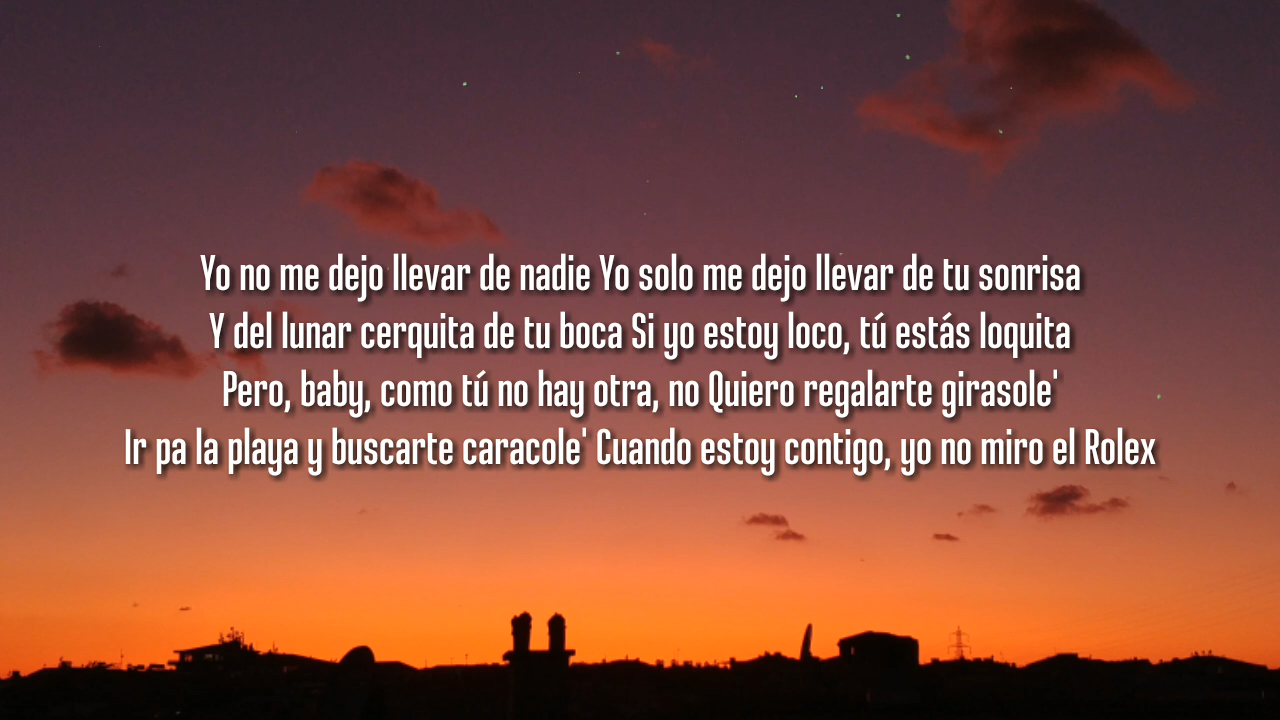 Yo no me dejo llevar de nadie Yo solo me dejo llevar de tu sonrisa
Y del lunar cerquita de tu boca Si yo estoy loco, tú estás loquita
Pero, baby, como tú no hay otra, no Quiero regalarte girasole'
Ir pa la playa y buscarte caracole' Cuando estoy contigo, yo no miro el Rolex